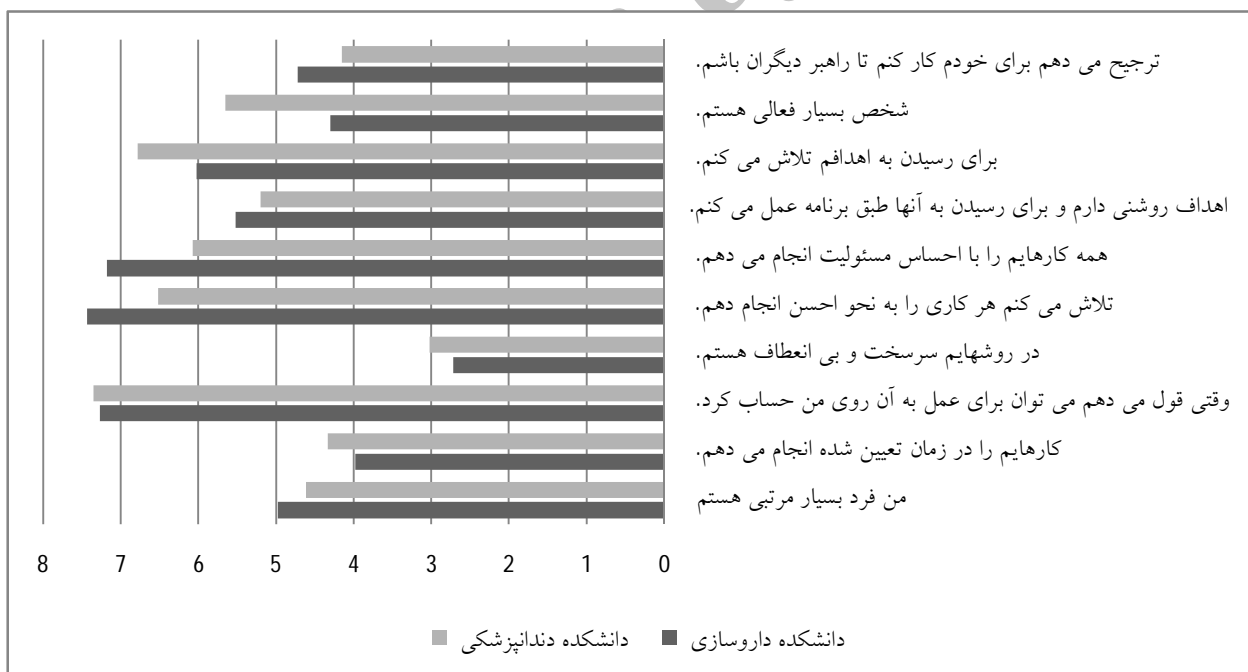 ترجیح می دهم برای خودم کار کنم تا راهبر دیگران باشم.
شخص بسیار فعالی هستم.
برای رسیدن به اهدافم تلاش می کنم.
اهداف روشنی دارم و برای رسیدن به آنها طبق برنامه عمل می کنم.
همه کارهایم را با احساس مسئولیت انجام می دهم.
تلاش می کنم هر کاری را به نحو احسن انجام دهم.
در روشهایم سرسخت و بی انعطاف هستم.
وقتی قول می دهم می توان برای عمل به آن روی من حساب کرد.
کارهایم را در زمان تعیین شده انجام می دهم.
من فرد بسیار مرتبی هستم
8 7 6 5 4 3 2 1 0
دانشکده داروسازی دانشکده دندانپزشکی